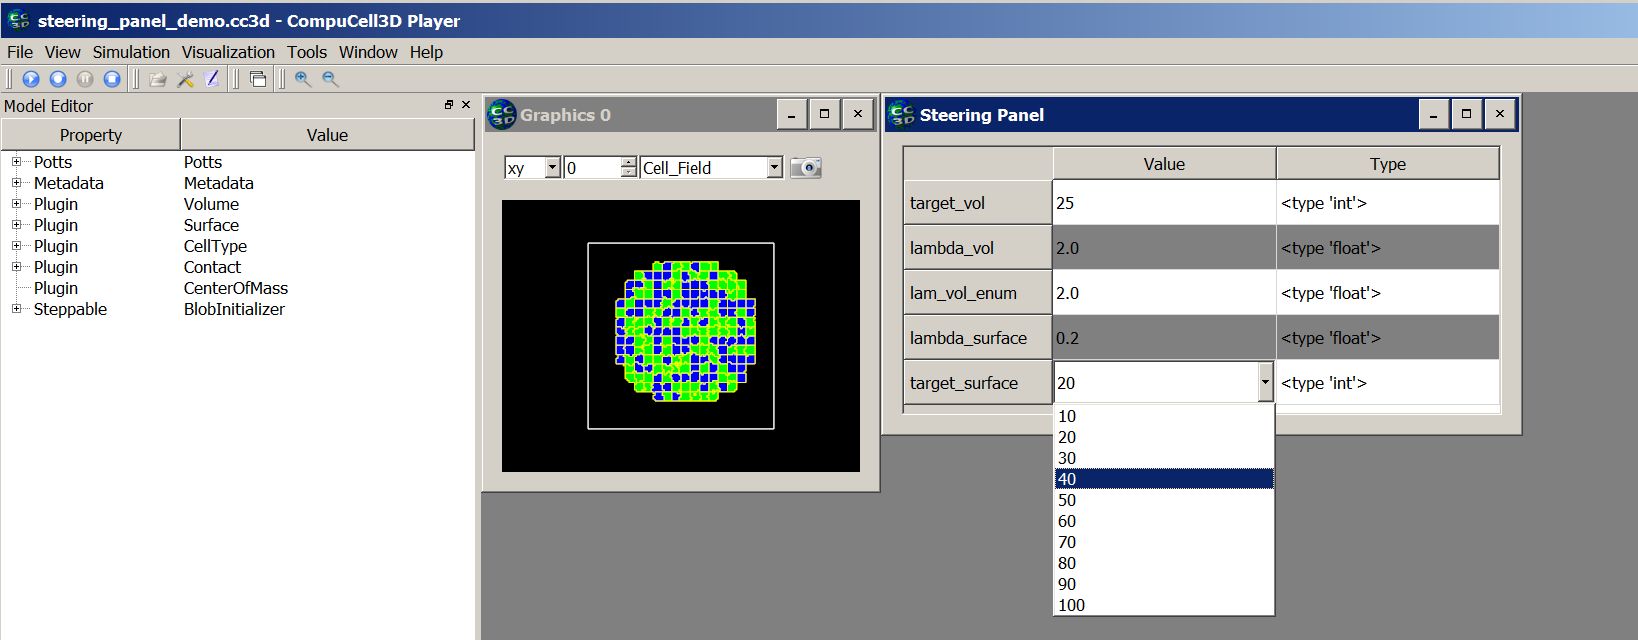 steering_panel_demo.cc3d - CompuCell3D Player
File View Simulation Visualization Tools Window Help
Model Editor
Property Value
Potts Potts
Metadata Metadata
Plugin Volume
Plugin Surface
Plugin CellType
Plugin Contact
Plugin CenterOfMass
Steppable BlobInitializer
Graphics 0
xy 0 Cell_Field
Steering Panel
Value Type
target_vol 25 <type 'int'>
lambda_vol 2.0 <type 'float'>
lam_vol_enum 2.0 <type 'float'>
lambda_surface 0.2 <type 'float'>
target_surface 20 <type 'int'>
10
20
30
40
50
60
70
80
90
100